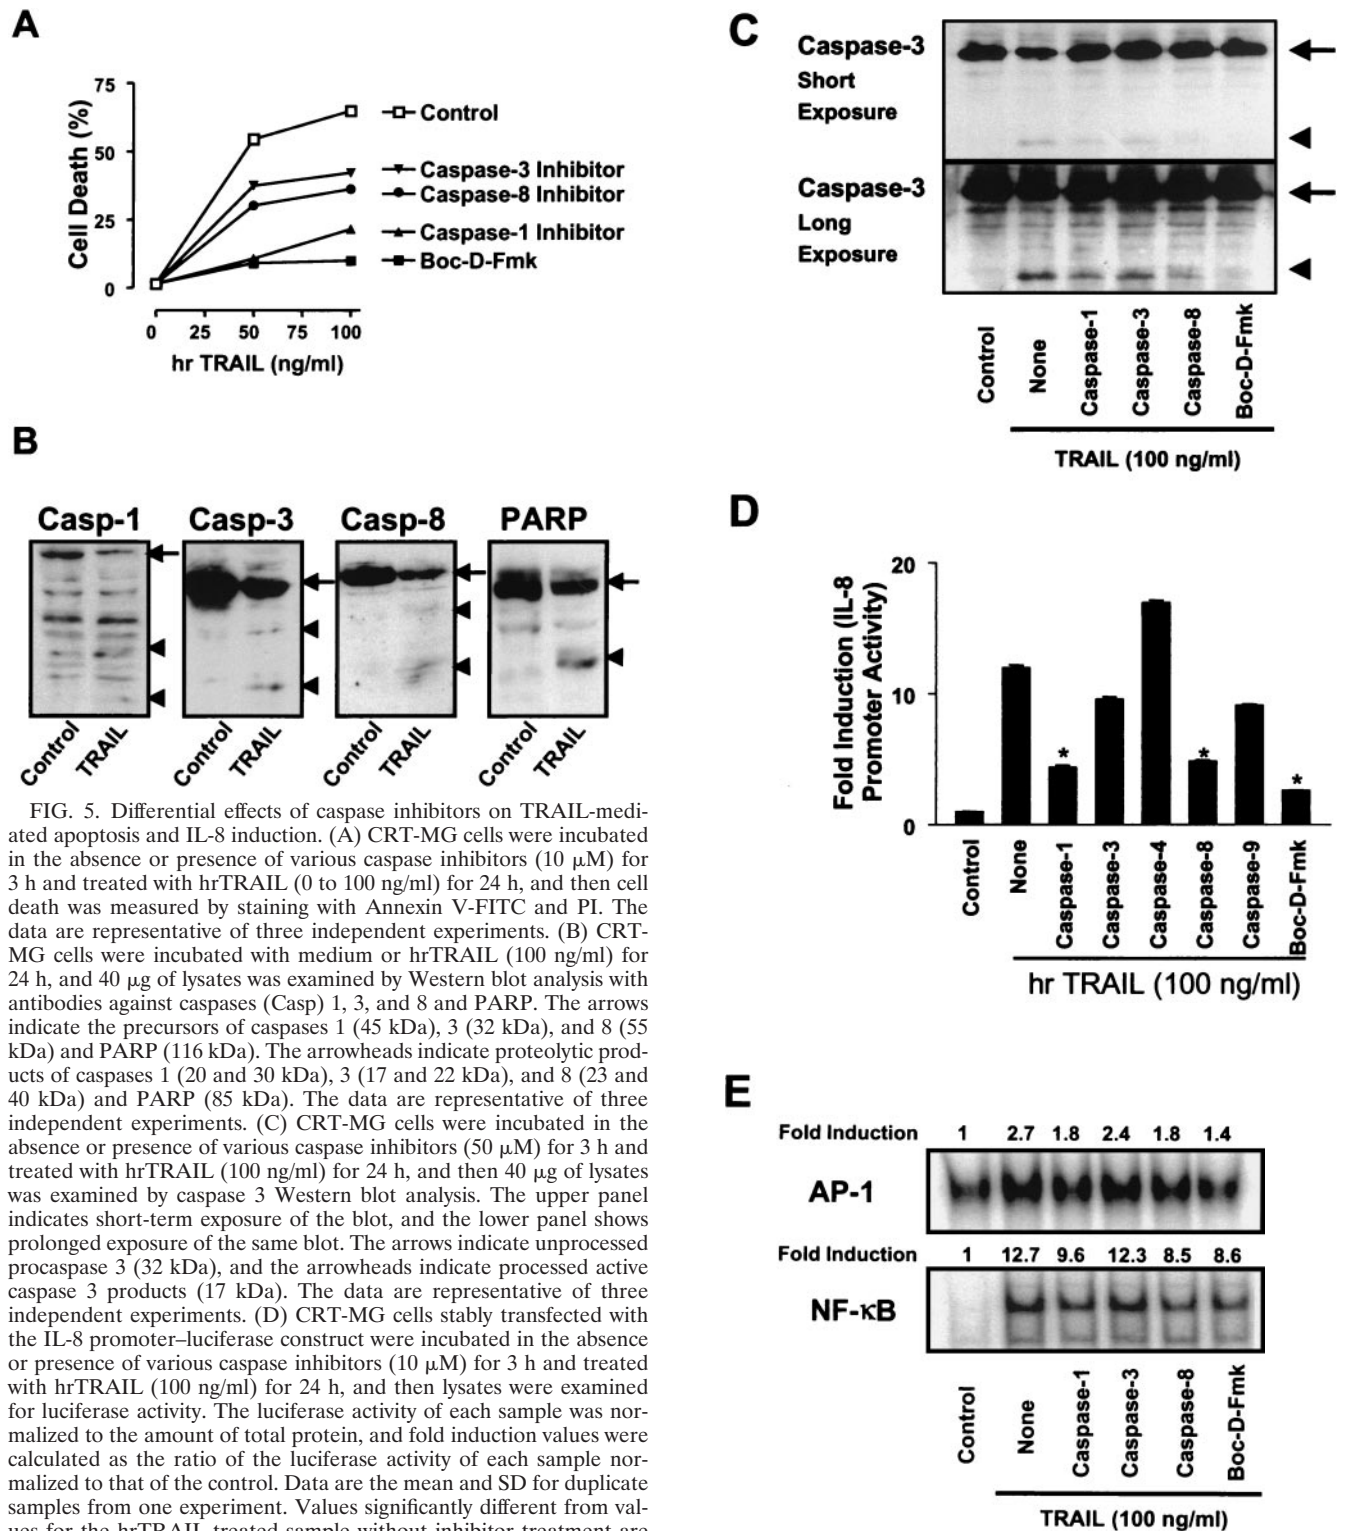 A
75
50
25
0
Cell Death (%)
Control
Caspase-3 Inhibitor
Caspase-8 Inhibitor
Caspase-1 Inhibitor
Boc-D-Fmk
0 25 50 75 100
hr TRAIL (ng/ml)
B
Casp-1 Casp-3 Casp-8 PARP
Control TRAIL Control TRAIL Control TRAIL Control TRAIL
FIG. 5. Differential effects of caspase inhibitors on TRAIL-medi-
ated apoptosis and IL-8 induction. (A) CRT-MG cells were incubated
in the absence or presence of various caspase inhibitors (10 μM) for
3 h and treated with hrTRAIL (0 to 100 ng/ml) for 24 h, and then cell
death was measured by staining with Annexin V-FITC and PI. The
data are representative of three independent experiments. (B) CRT-
MG cells were incubated with medium or hrTRAIL (100 ng/ml) for
24 h, and 40 μg of lysates was examined by Western blot analysis with
antibodies against caspases (Casp) 1, 3, and 8 and PARP. The arrows
indicate the precursors of caspases 1 (45 kDa), 3 (32 kDa), and 8 (55
kDa) and PARP (116 kDa). The arrowheads indicate proteolytic prod-
ucts of caspases 1 (20 and 30 kDa), 3 (17 and 22 kDa), and 8 (23 and
40 kDa) and PARP (85 kDa). The data are representative of three
independent experiments. (C) CRT-MG cells were incubated in the
absence or presence of various caspase inhibitors (50 μM) for 3 h and
treated with hrTRAIL (100 ng/ml) for 24 h, and then 40 μg of lysates
was examined by caspase 3 Western blot analysis. The upper panel
indicates short-term exposure of the blot, and the lower panel shows
prolonged exposure of the same blot. The arrows indicate unprocessed
procaspase 3 (32 kDa), and the arrowheads indicate processed active
caspase 3 products (17 kDa). The data are representative of three
independent experiments. (D) CRT-MG cells stably transfected with
the IL-8 promoter–luciferase construct were incubated in the absence
or presence of various caspase inhibitors (10 μM) for 3 h and treated
with hrTRAIL (100 ng/ml) for 24 h, and then lysates were examined
for luciferase activity. The luciferase activity of each sample was nor-
malized to the amount of total protein, and fold induction values were
calculated as the ratio of the luciferase activity of each sample nor-
malized to that of the control. Data are the mean and SD for duplicate
samples from one experiment. Values significantly different from val-
ues for the hrTRAIL-treated sample without inhibitor treatment are
C
Caspase-3
Short
Exposure
Caspase-3
Long
Exposure
Control None Caspase-1 Caspase-3 Caspase-8 Boc-D-Fmk
TRAIL (100 ng/ml)
D
Fold Induction (IL-8
Promoter Activity)
20
10
0
* * *
Control None Caspase-1 Caspase-3 Caspase-4 Caspase-8 Caspase-9 Boc-D-Fmk
hr TRAIL (100 ng/ml)
E
Fold Induction 1 2.7 1.8 2.4 1.8 1.4
AP-1
Fold Induction 1 12.7 9.6 12.3 8.5 8.6
NF-κB
Control None Caspase-1 Caspase-3 Caspase-8 Boc-D-Fmk
TRAIL (100 ng/ml)